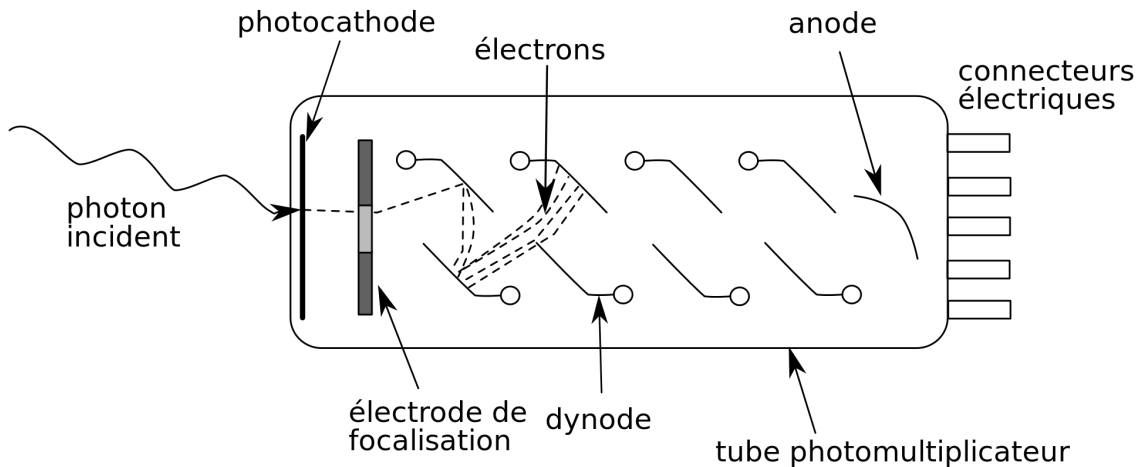 photocathode
électrons
anode
connecteurs
électriques
photon
incident
électrode de
focalisation
dynode
tube photomultiplicateur